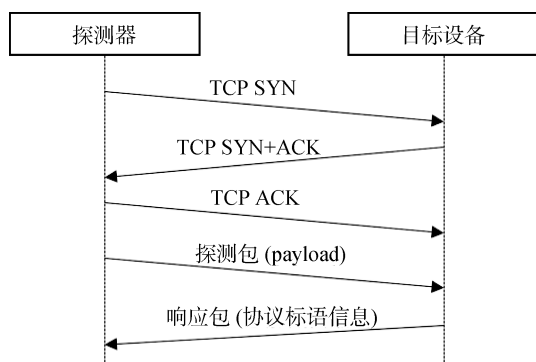 探测器
目标设备
TCP SYN
TCP SYN+ACK
TCP ACK
探测包 (payload)
响应包 (协议标语信息)